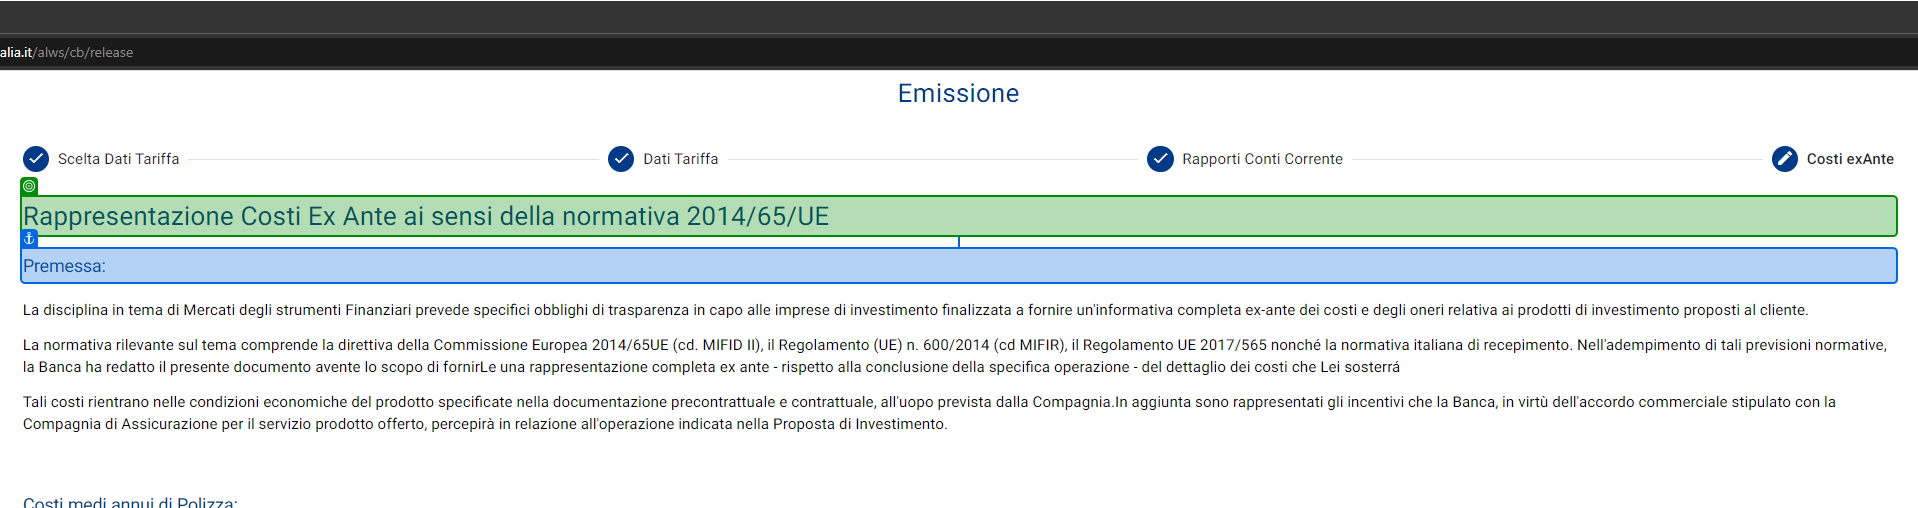 alia.it/alws/cb/release
Emissione
Scelta Dati Tariffa
Dati Tariffa
Rapporti Conti Corrente
Costi exAnte
Rappresentazione Costi Ex Ante ai sensi della normativa 2014/65/UE
Premessa:
La disciplina in tema di Mercati degli strumenti Finanziari prevede specifici obblighi di trasparenza in capo alle imprese di investimento finalizzata a fornire un'informativa completa ex-ante dei costi e degli oneri relativa ai prodotti di investimento proposti al cliente.
La normativa rilevante sul tema comprende la direttiva della Commissione Europea 2014/65UE (cd. MIFID II), il Regolamento (UE) n. 600/2014 (cd MIFIR), il Regolamento UE 2017/565 nonché la normativa italiana di recepimento. Nell'adempimento di tali previsioni normative,
la Banca ha redatto il presente documento avente lo scopo di fornirLe una rappresentazione completa ex ante - rispetto alla conclusione della specifica operazione - del dettaglio dei costi che Lei sosterrá
Tali costi rientrano nelle condizioni economiche del prodotto specificate nella documentazione precontrattuale e contrattuale, all'uopo prevista dalla Compagnia.In aggiunta sono rappresentati gli incentivi che la Banca, in virtù dell'accordo commerciale stipulato con la
Compagnia di Assicurazione per il servizio prodotto offerto, percepirà in relazione all'operazione indicata nella Proposta di Investimento.
Costi medi annui di Polizza: